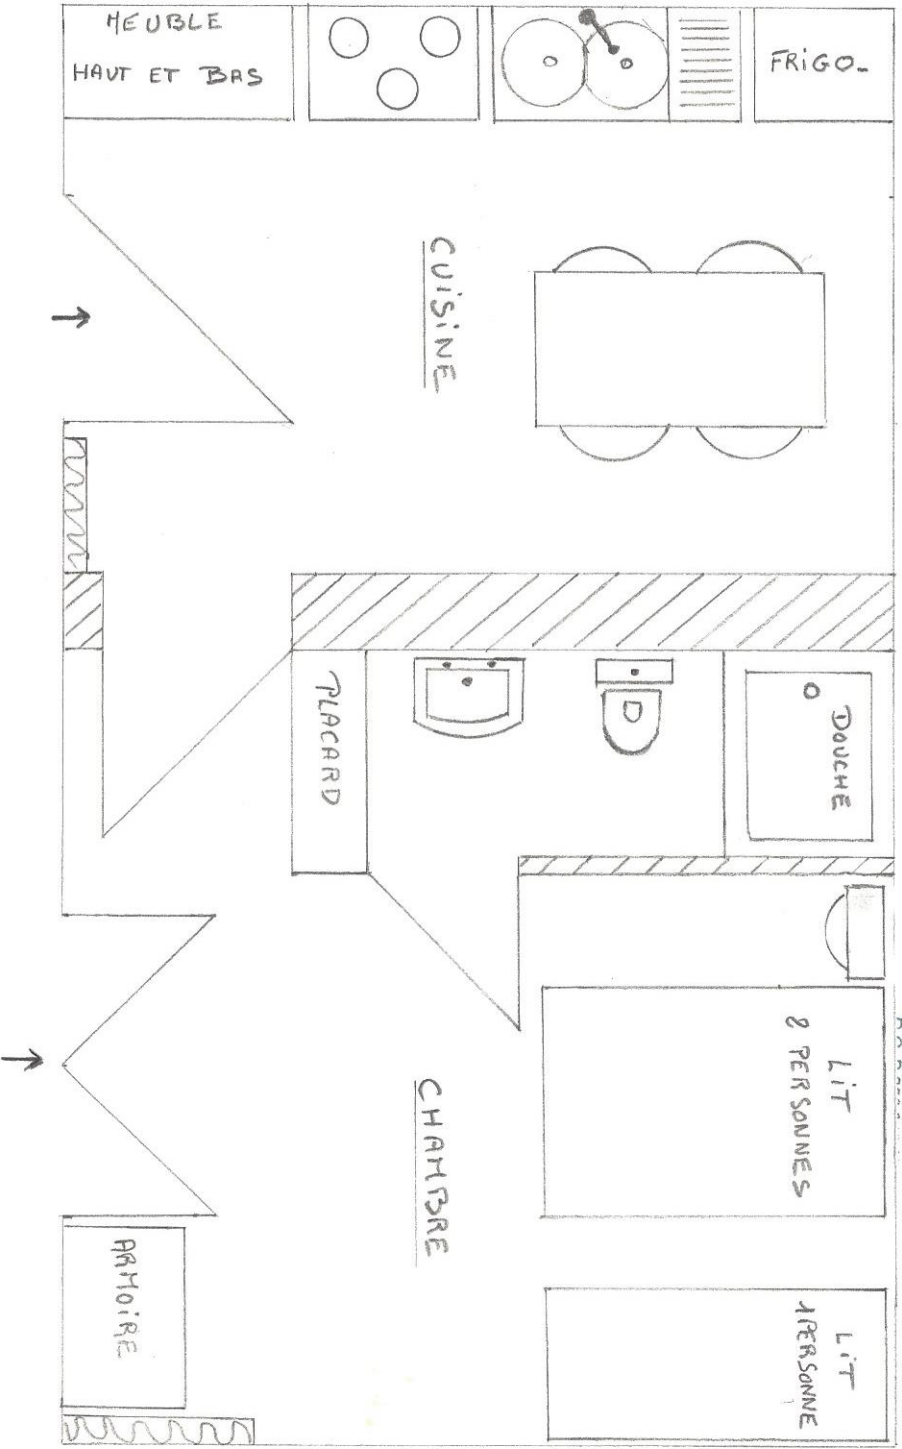 MEUBLE
HAUT ET BAS
FRiGO-
CUiSiNE
PLACARD
DOUCHE
LiT
2 PERSONNES
CHAMBRE
ARMOiRE
LiT
1 PERSONNE